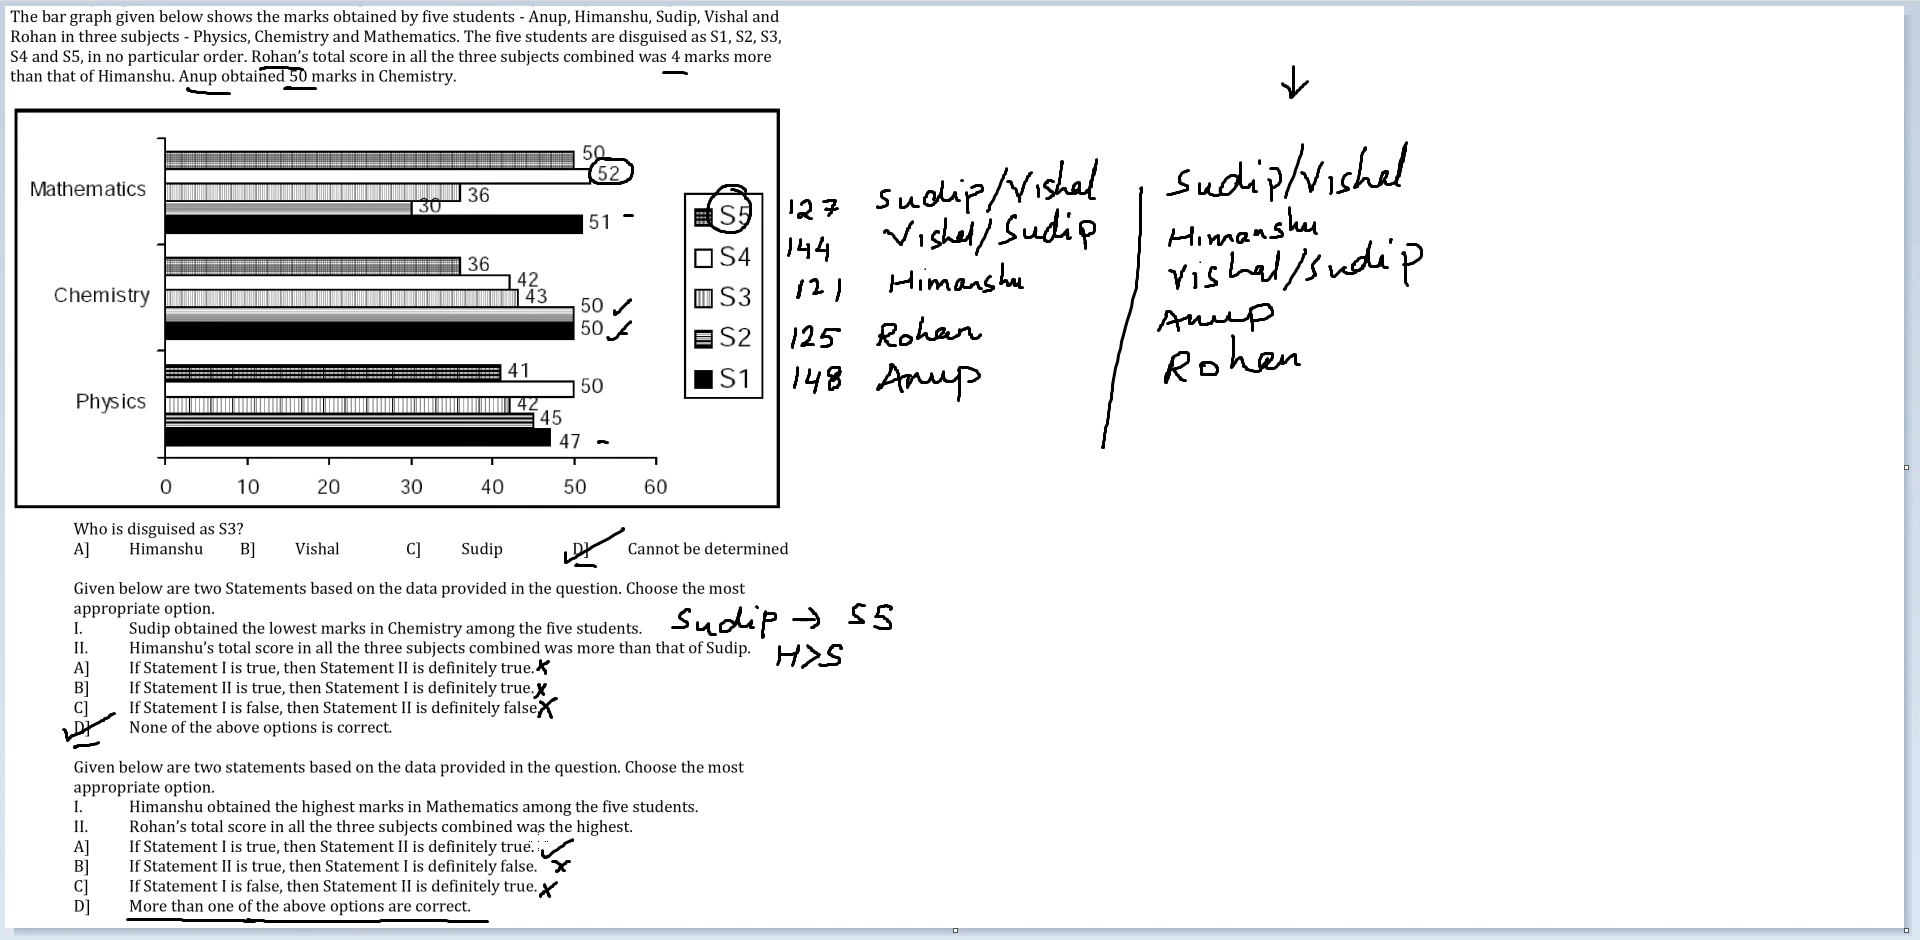 The bar graph given below shows the marks obtained by five students - Anup, Himanshu, Sudip, Vishal and
Rohan in three subjects - Physics, Chemistry and Mathematics. The five students are disguised as S1, S2, S3,
S4 and S5, in no particular order. Rohan's total score in all the three subjects combined was 4 marks more
than that of Himanshu. Anup obtained 50 marks in Chemistry.
Mathematics
50
52
36
30
51
Chemistry
36
42
43
50
50
Physics
41
50
42
45
47
0 10 20 30 40 50 60
S5
S4
S3
S2
S1
127 Sudip/Vishal
144 Vishal/Sudip
121 Himanshu
125 Rohan
148 Anup
Sudip/Vishal
Himanshu
Vishal/Sudip
Anup
Rohan
Who is disguised as S3?
A] Himanshu B] Vishal C] Sudip D] Cannot be determined
Given below are two Statements based on the data provided in the question. Choose the most
appropriate option.
I. Sudip obtained the lowest marks in Chemistry among the five students.
II. Himanshu's total score in all the three subjects combined was more than that of Sudip.
A] If Statement I is true, then Statement II is definitely true.
B] If Statement II is true, then Statement I is definitely true.
C] If Statement I is false, then Statement II is definitely false.
D] None of the above options is correct.
Sudip → S5
H>S
Given below are two statements based on the data provided in the question. Choose the most
appropriate option.
I. Himanshu obtained the highest marks in Mathematics among the five students.
II. Rohan's total score in all the three subjects combined was the highest.
A] If Statement I is true, then Statement II is definitely true.
B] If Statement II is true, then Statement I is definitely false.
C] If Statement I is false, then Statement II is definitely true.
D] More than one of the above options are correct.